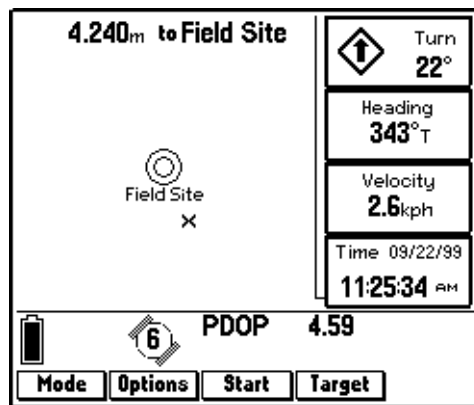 4.240m to Field Site
Turn
22°
Heading
343°T
Velocity
2.6kph
Time 09/22/99
11:25:34 AM
Field Site
6 PDOP 4.59
Mode Options Start Target